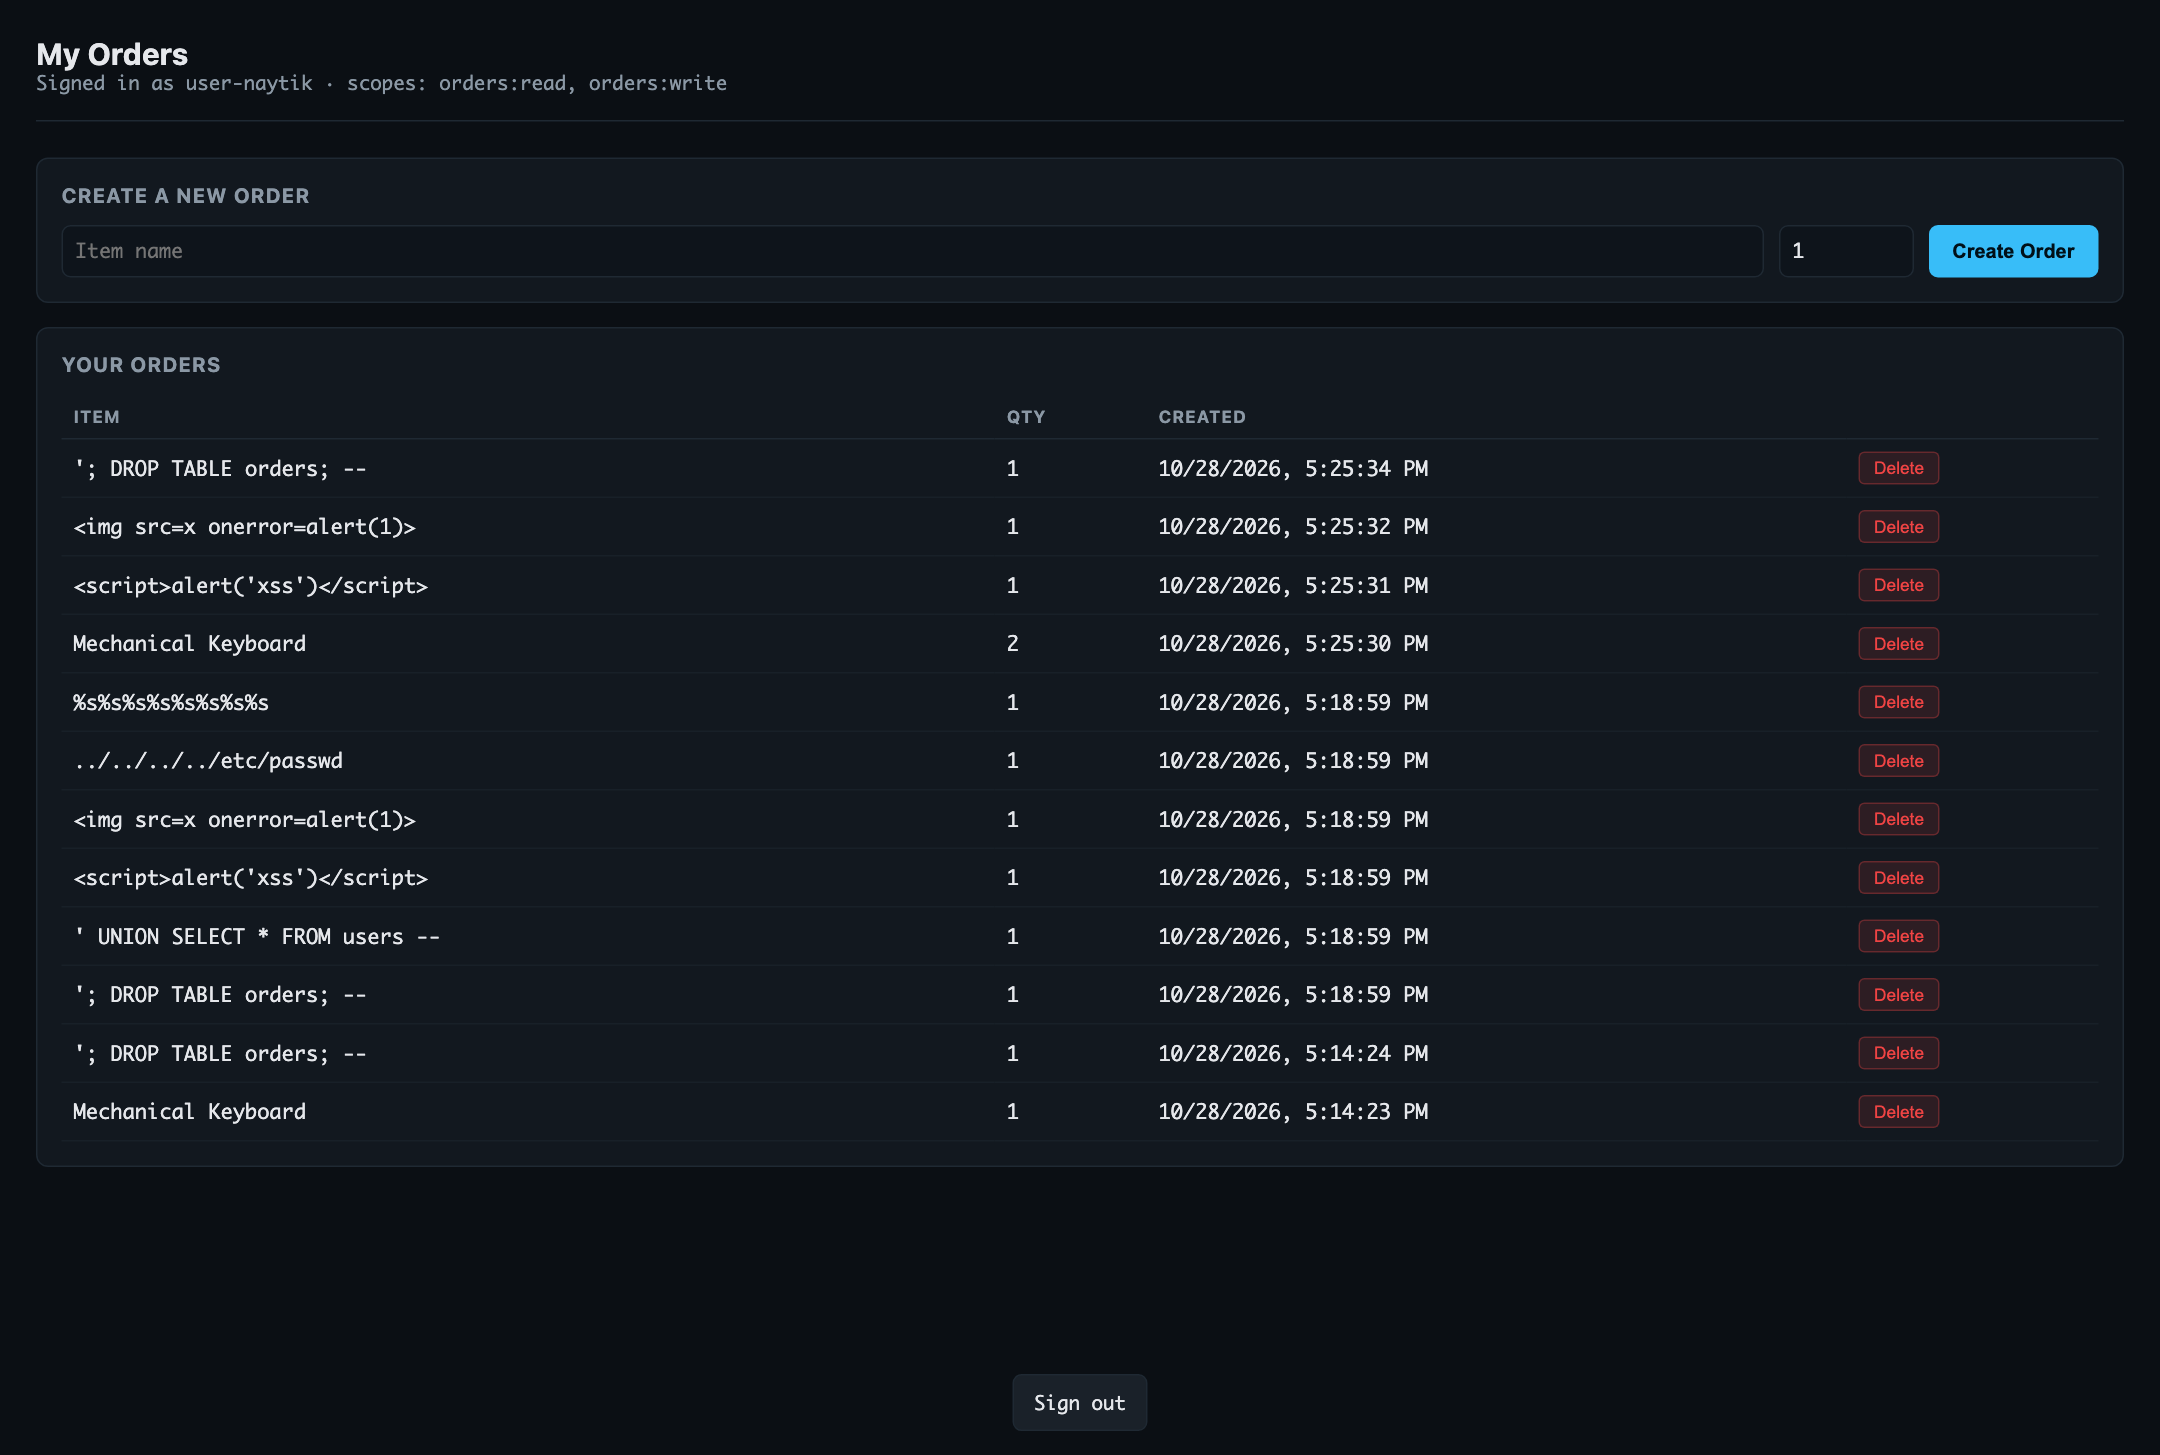 My Orders
Signed in as user-naytik · scopes: orders:read, orders:write
CREATE A NEW ORDER
Item name 1 Create Order
YOUR ORDERS
ITEM QTY CREATED
'; DROP TABLE orders; -- 1 10/28/2026, 5:25:34 PM Delete
<img src=x onerror=alert(1)> 1 10/28/2026, 5:25:32 PM Delete
<script>alert('xss')</script> 1 10/28/2026, 5:25:31 PM Delete
Mechanical Keyboard 2 10/28/2026, 5:25:30 PM Delete
%s%s%s%s%s%s%s%s 1 10/28/2026, 5:18:59 PM Delete
../../../../etc/passwd 1 10/28/2026, 5:18:59 PM Delete
<img src=x onerror=alert(1)> 1 10/28/2026, 5:18:59 PM Delete
<script>alert('xss')</script> 1 10/28/2026, 5:18:59 PM Delete
' UNION SELECT * FROM users -- 1 10/28/2026, 5:18:59 PM Delete
'; DROP TABLE orders; -- 1 10/28/2026, 5:18:59 PM Delete
'; DROP TABLE orders; -- 1 10/28/2026, 5:14:24 PM Delete
Mechanical Keyboard 1 10/28/2026, 5:14:23 PM Delete
Sign out